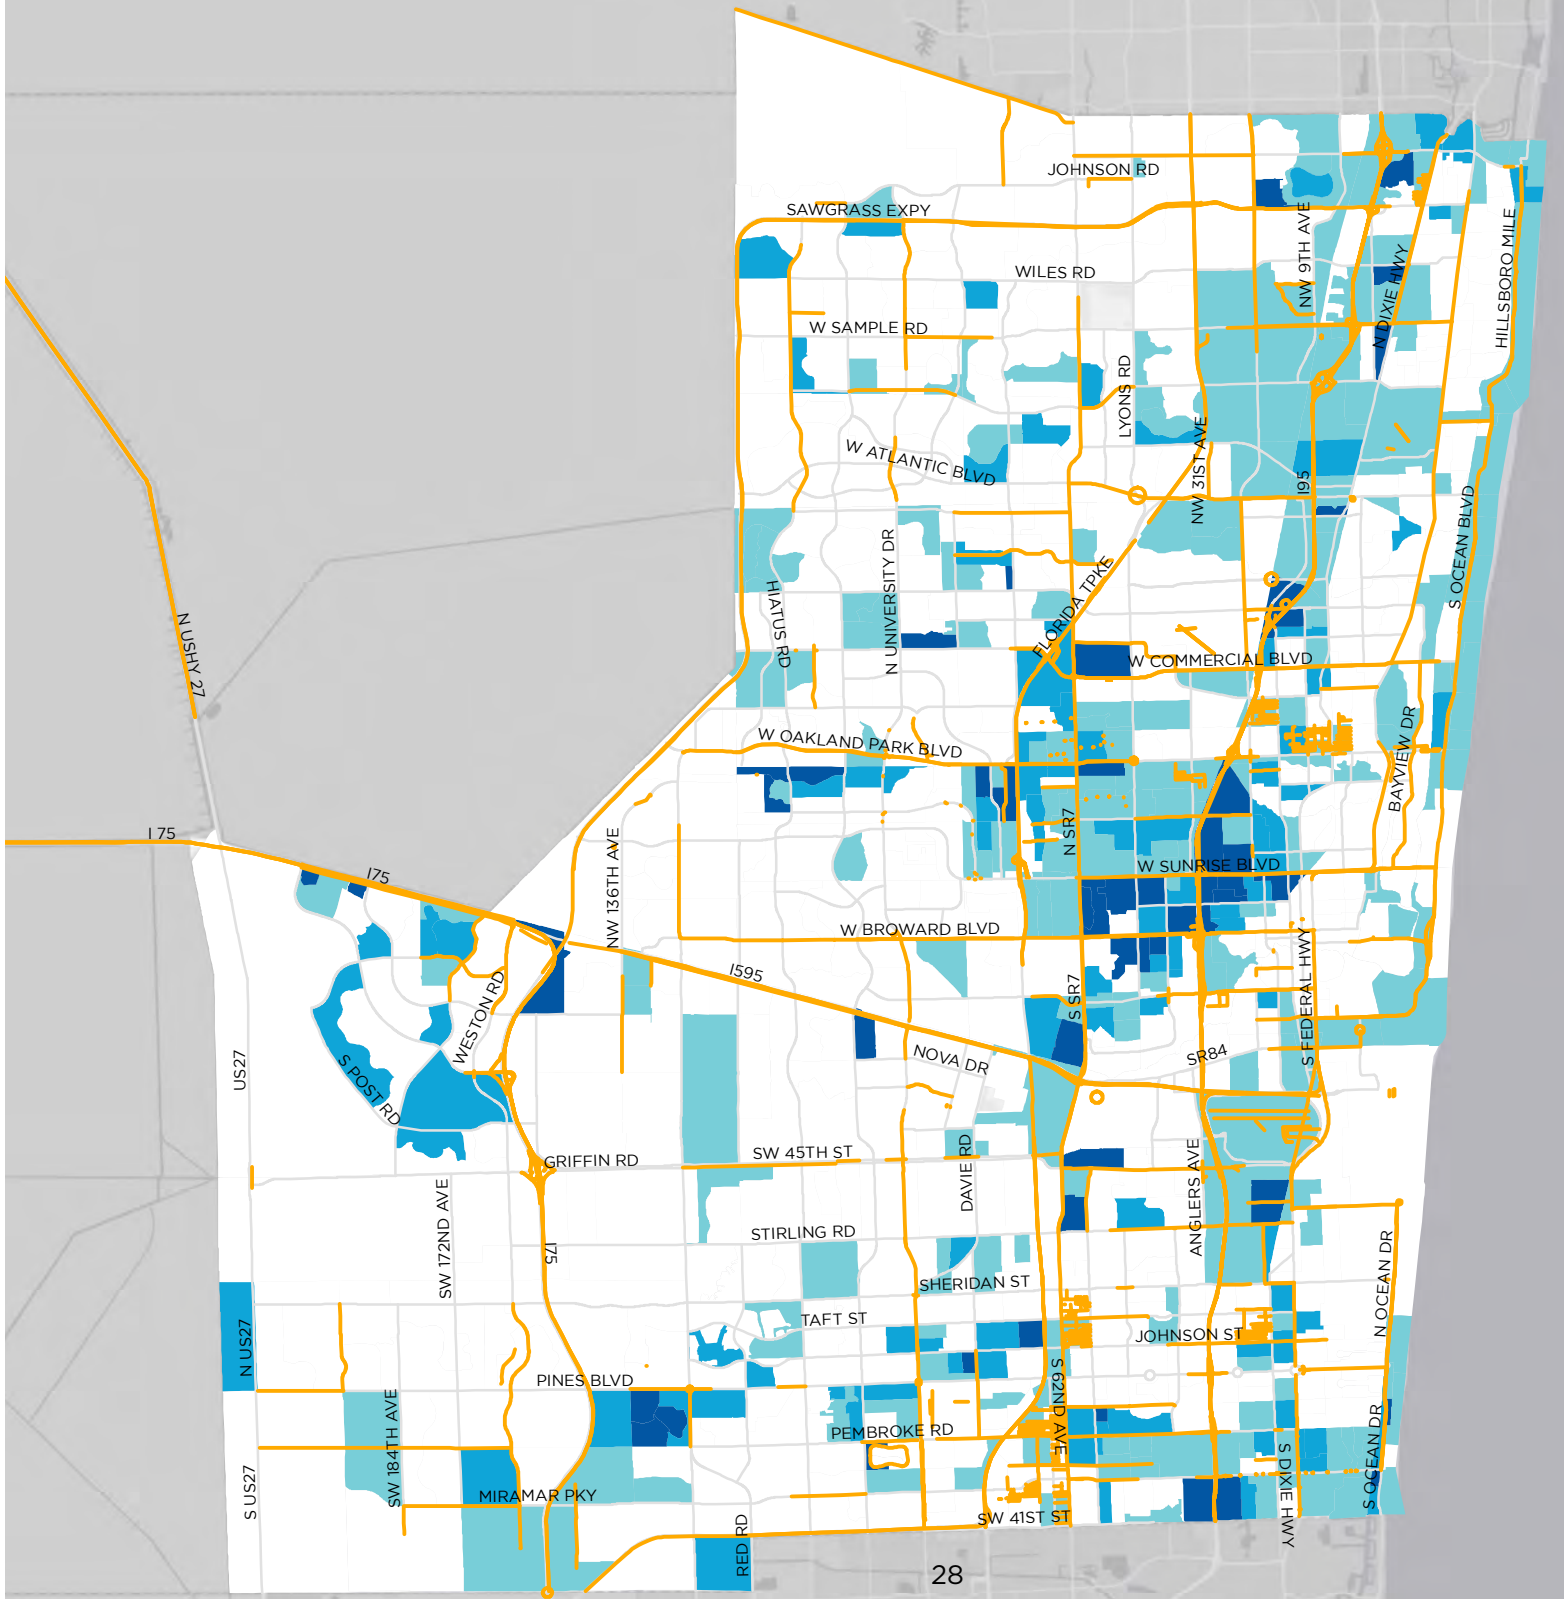 JOHNSON RD
SAWGRASS EXPY
NW 9TH AVE
HILLSBORO MILE
WILES RD
N DIXIE HWY
W SAMPLE RD
LYONS RD
W ATLANTIC BLVD
NW 31ST AVE
I95
S OCEAN BLVD
N UNIVERSITY DR
HIATUS RD
FLORIDA TPKE
N USHY 27
W COMMERCIAL BLVD
BAYVIEW DR
W OAKLAND PARK BLVD
N SR7
I 75
I75
NW 136TH AVE
W SUNRISE BLVD
W BROWARD BLVD
I595
WESTON RD
S SR7
S FEDERAL HWY
US27
S POST RD
NOVA DR
SR84
GRIFFIN RD
SW 45TH ST
DAVIE RD
ANGLERS AVE
SW 172ND AVE
I75
STIRLING RD
SHERIDAN ST
N OCEAN DR
N US27
TAFT ST
JOHNSON ST
PINES BLVD
SW 184TH AVE
PEMBROKE RD
S 62ND AVE
S OCEAN DR
S US27
MIRAMAR PKY
S DIXIE HWY
RED RD
SW 41ST ST
28